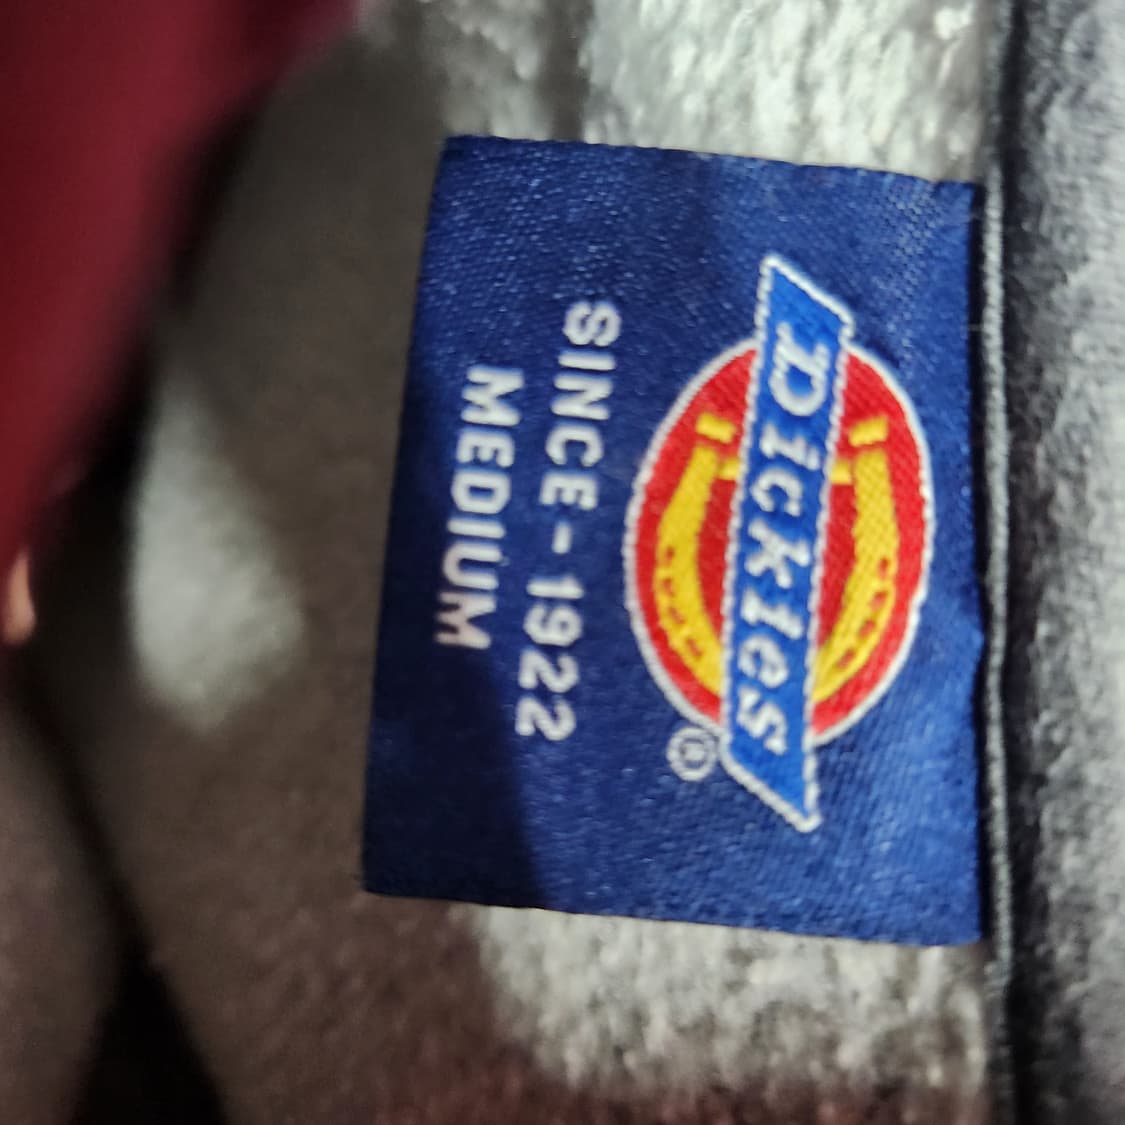 Dickies
®
SINCE - 1922
MEDIUM